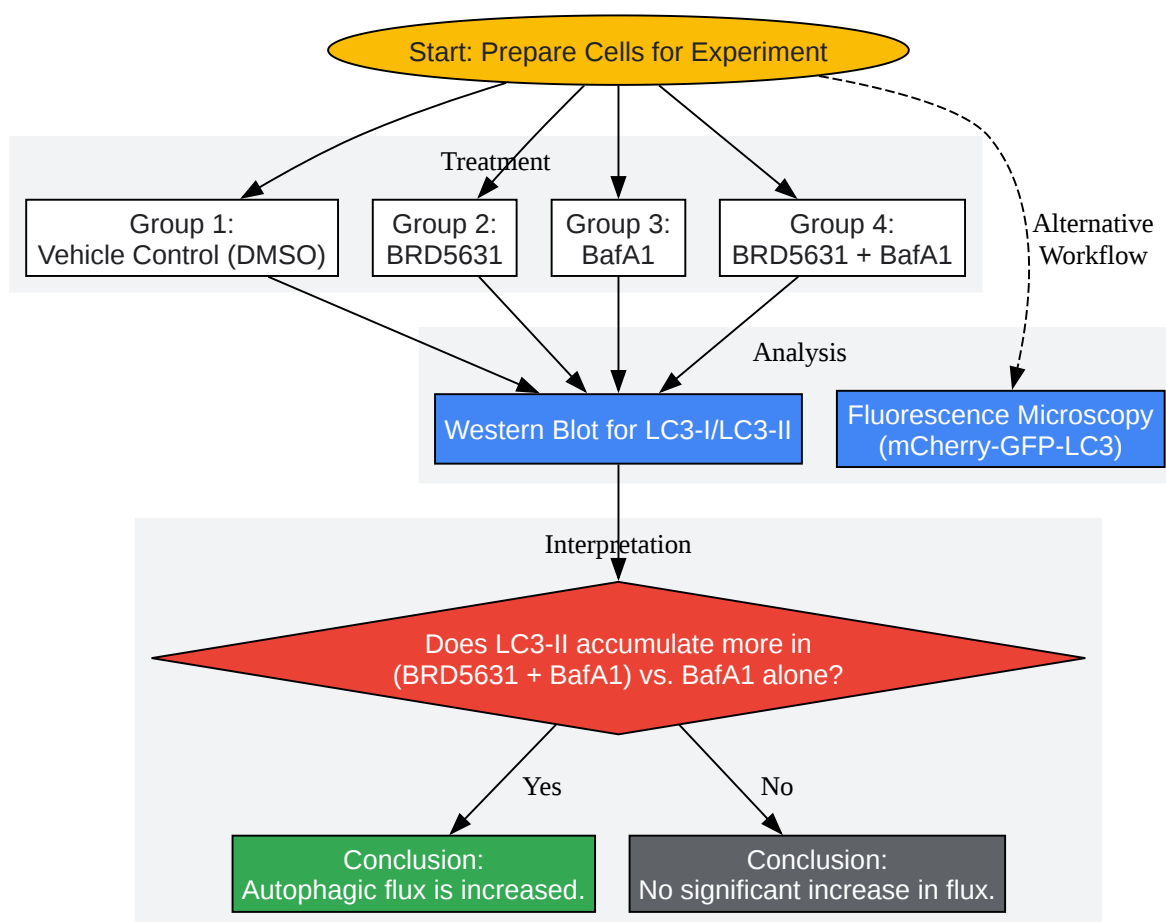 Start: Prepare Cells for Experiment
Treatment
Group 1:
Vehicle Control (DMSO)
Group 2:
BRD5631
Group 3:
BafA1
Group 4:
BRD5631 + BafA1
Alternative
Workflow
Analysis
Western Blot for LC3-I/LC3-II
Fluorescence Microscopy
(mCherry-GFP-LC3)
Interpretation
Does LC3-II accumulate more in
(BRD5631 + BafA1) vs. BafA1 alone?
Yes
No
Conclusion:
Autophagic flux is increased.
Conclusion:
No significant increase in flux.